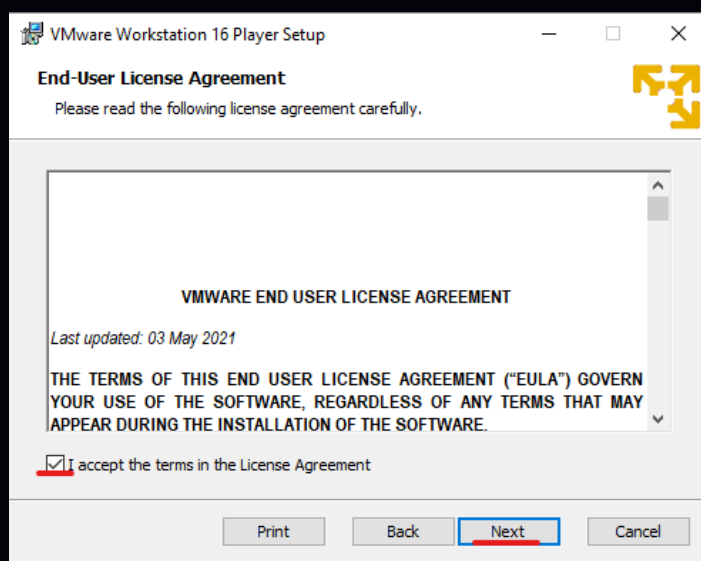 VMware Workstation 16 Player Setup
End-User License Agreement
Please read the following license agreement carefully.
VMWARE END USER LICENSE AGREEMENT
Last updated: 03 May 2021
THE TERMS OF THIS END USER LICENSE AGREEMENT (“EULA”) GOVERN
YOUR USE OF THE SOFTWARE, REGARDLESS OF ANY TERMS THAT MAY
APPEAR DURING THE INSTALLATION OF THE SOFTWARE.
I accept the terms in the License Agreement
Print Back Next Cancel